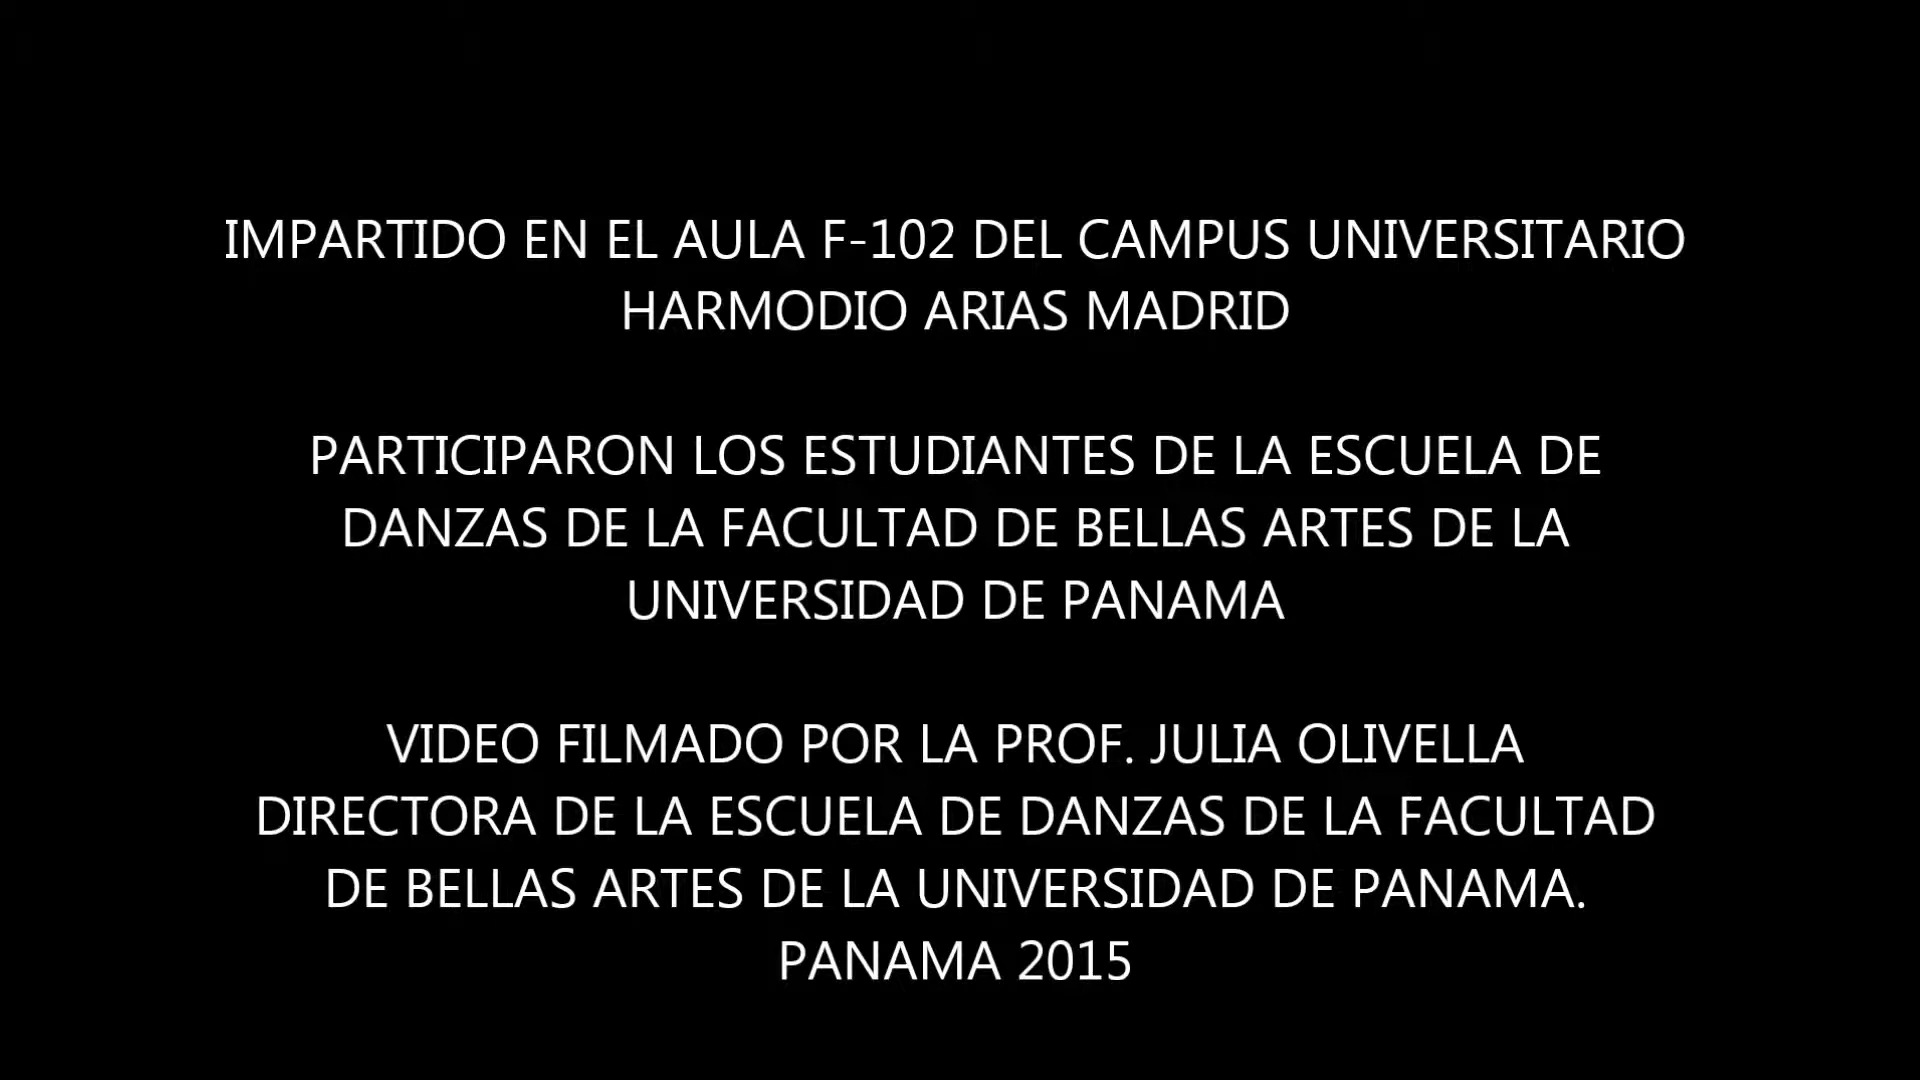 IMPARTIDO EN EL AULA F-102 DEL CAMPUS UNIVERSITARIO
HARMODIO ARIAS MADRID
PARTICIPARON LOS ESTUDIANTES DE LA ESCUELA DE
DANZAS DE LA FACULTAD DE BELLAS ARTES DE LA
UNIVERSIDAD DE PANAMA
VIDEO FILMADO POR LA PROF. JULIA OLIVELLA
DIRECTORA DE LA ESCUELA DE DANZAS DE LA FACULTAD
DE BELLAS ARTES DE LA UNIVERSIDAD DE PANAMA.
PANAMA 2015